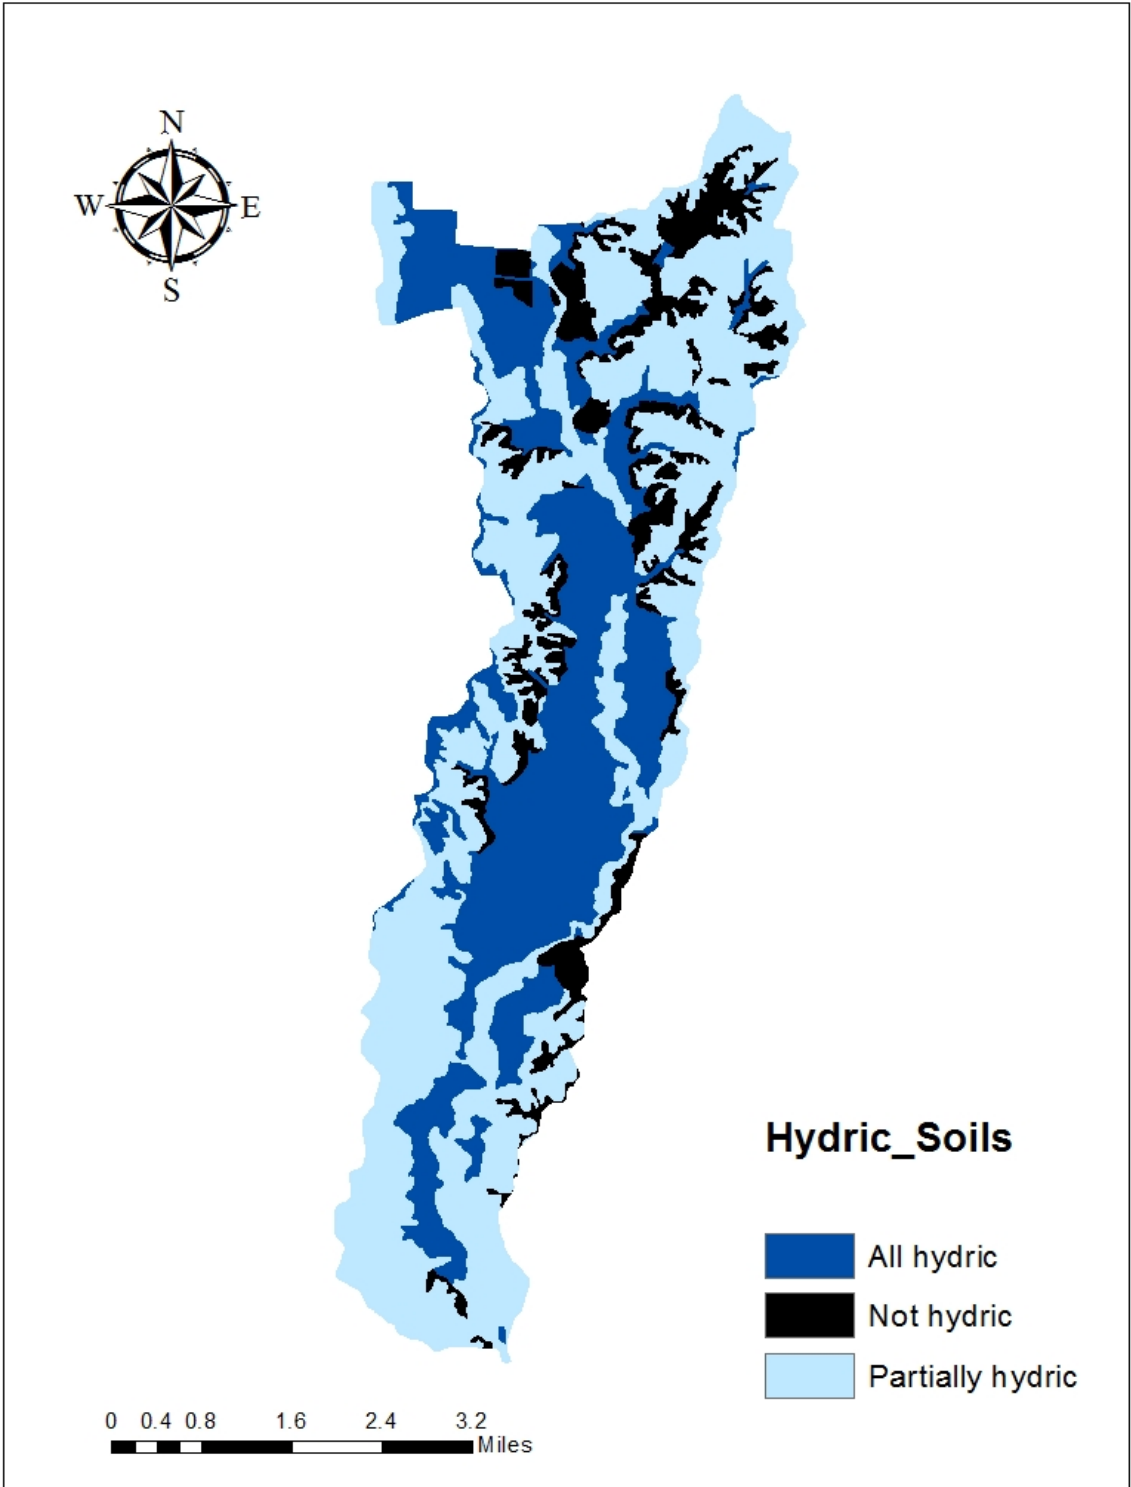 N
W E
S
Hydric_Soils
All hydric
Not hydric
Partially hydric
0 0.4 0.8 1.6 2.4 3.2
Miles